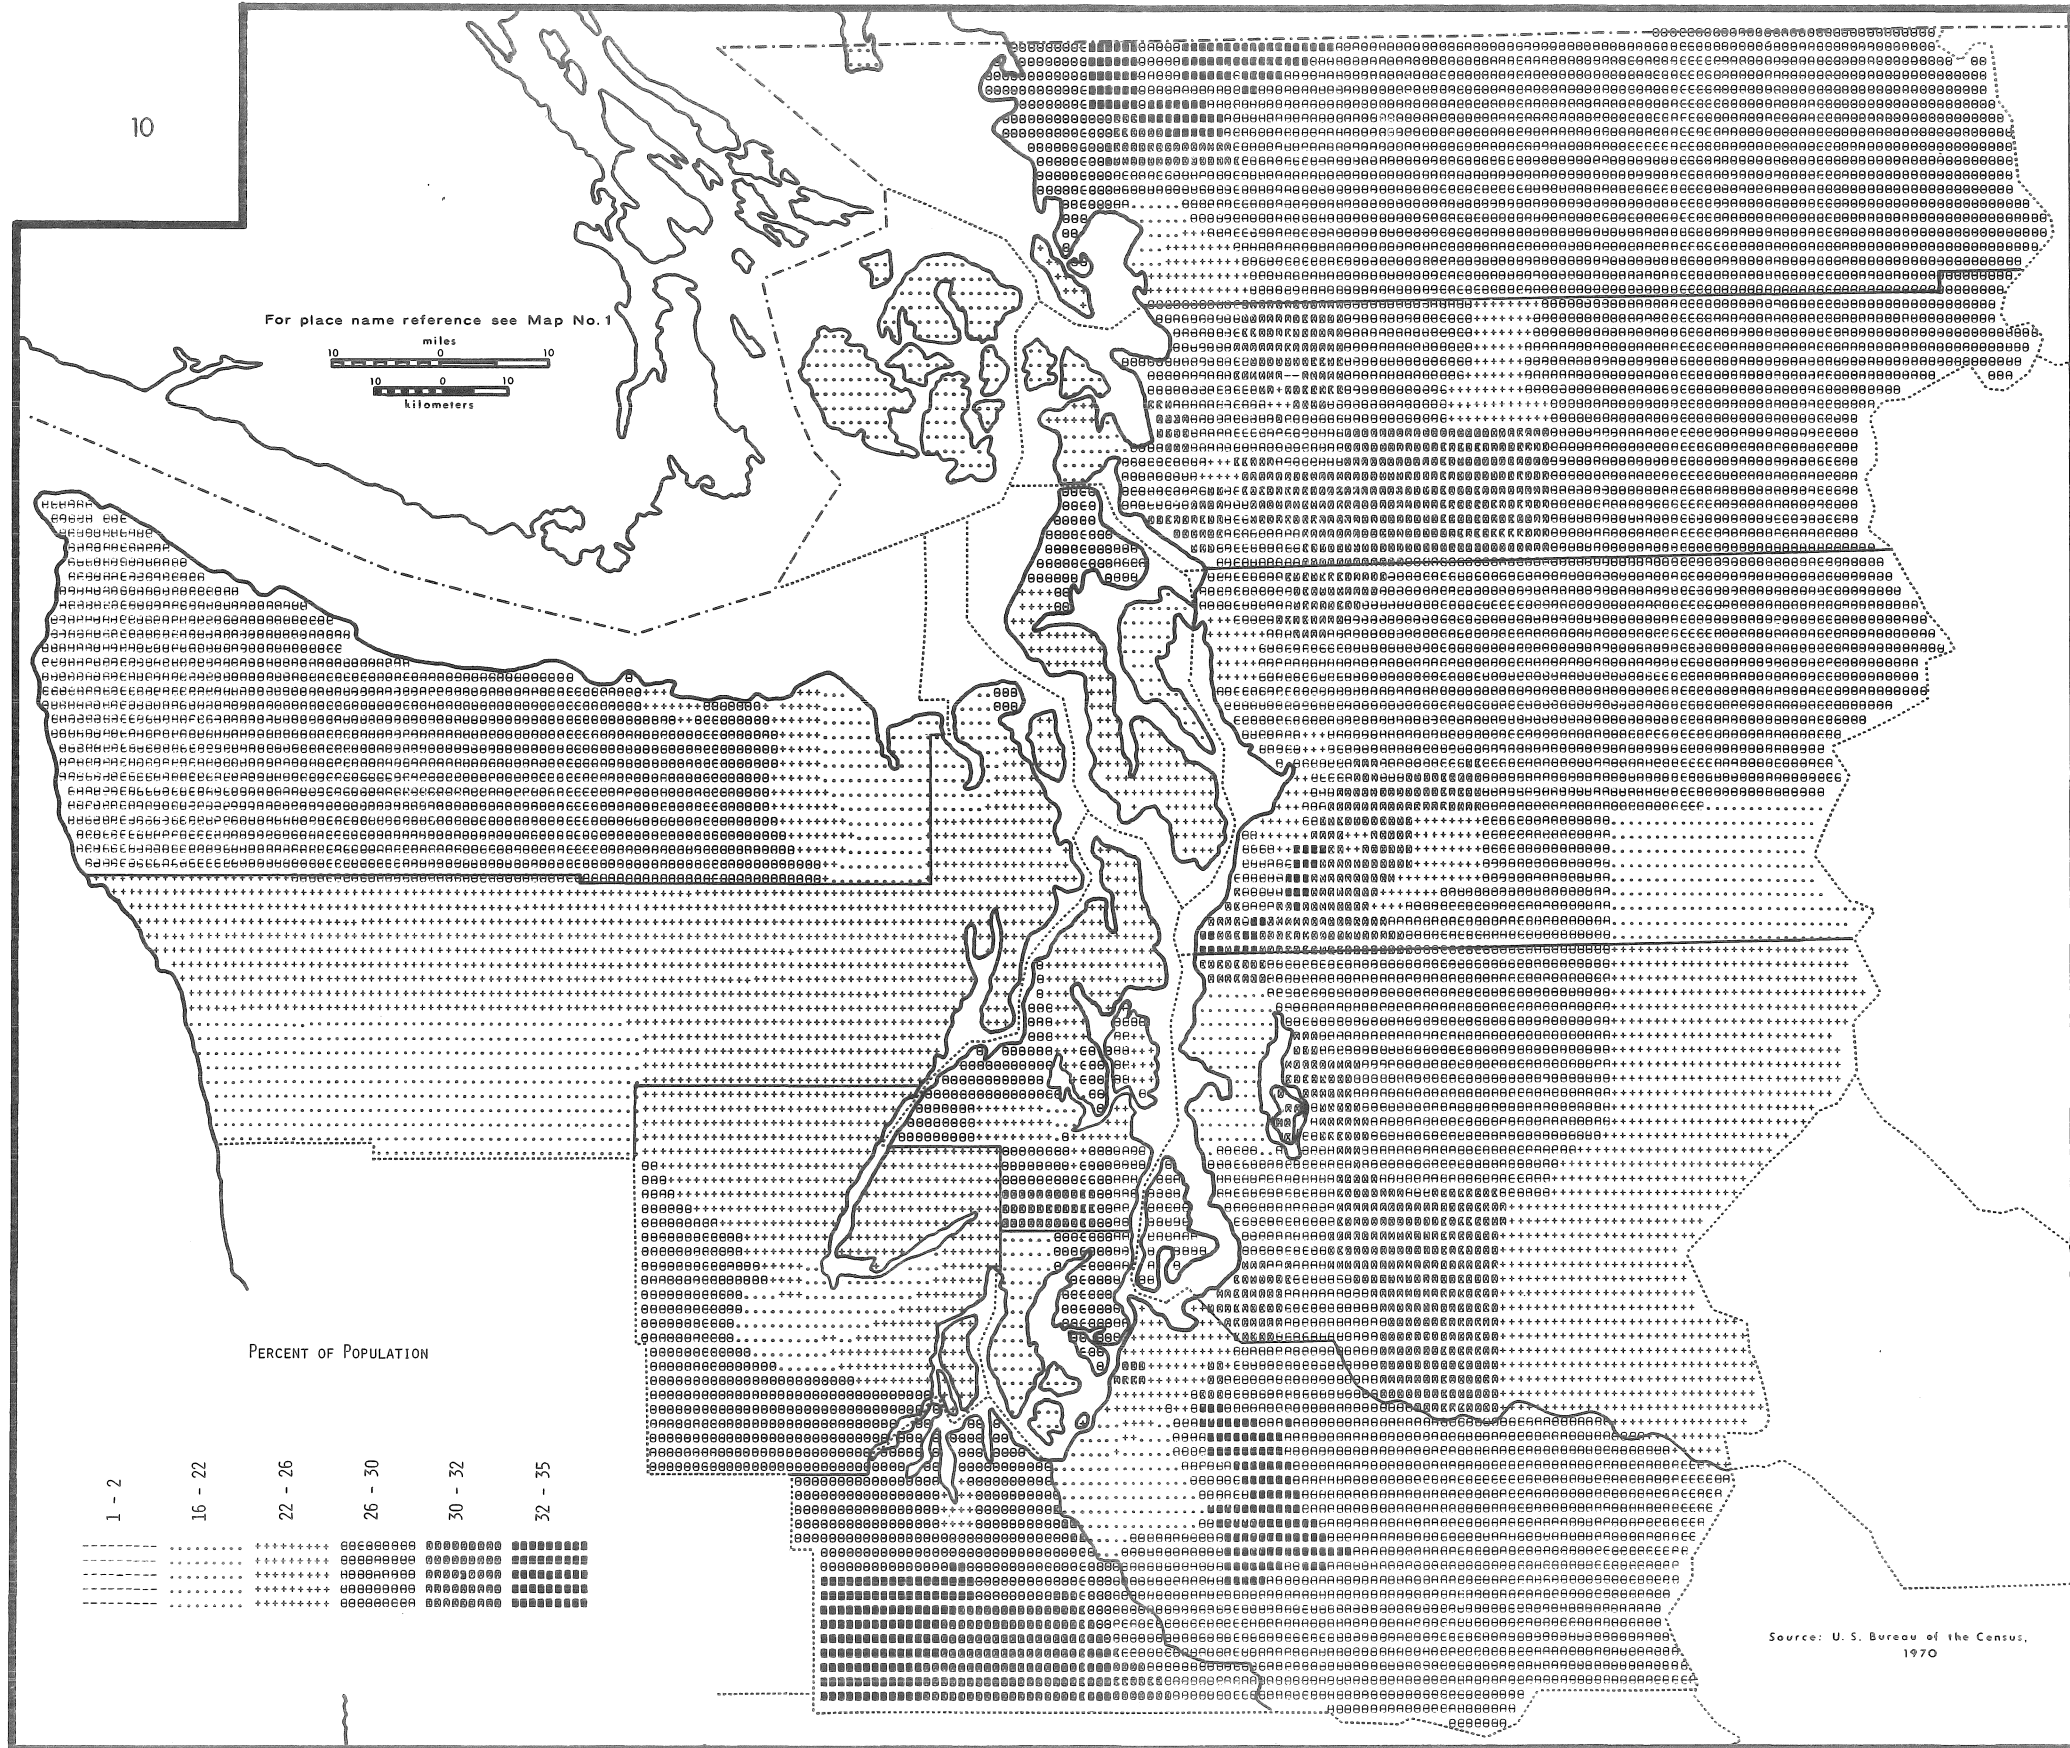 10
For place name reference see Map No. 1
miles
10 0 10
10 0 10
kilometers
PERCENT OF POPULATION
1 - 2
16 - 22
22 - 26
26 - 30
30 - 32
32 - 35
Source: U. S. Bureau of the Census,
1970